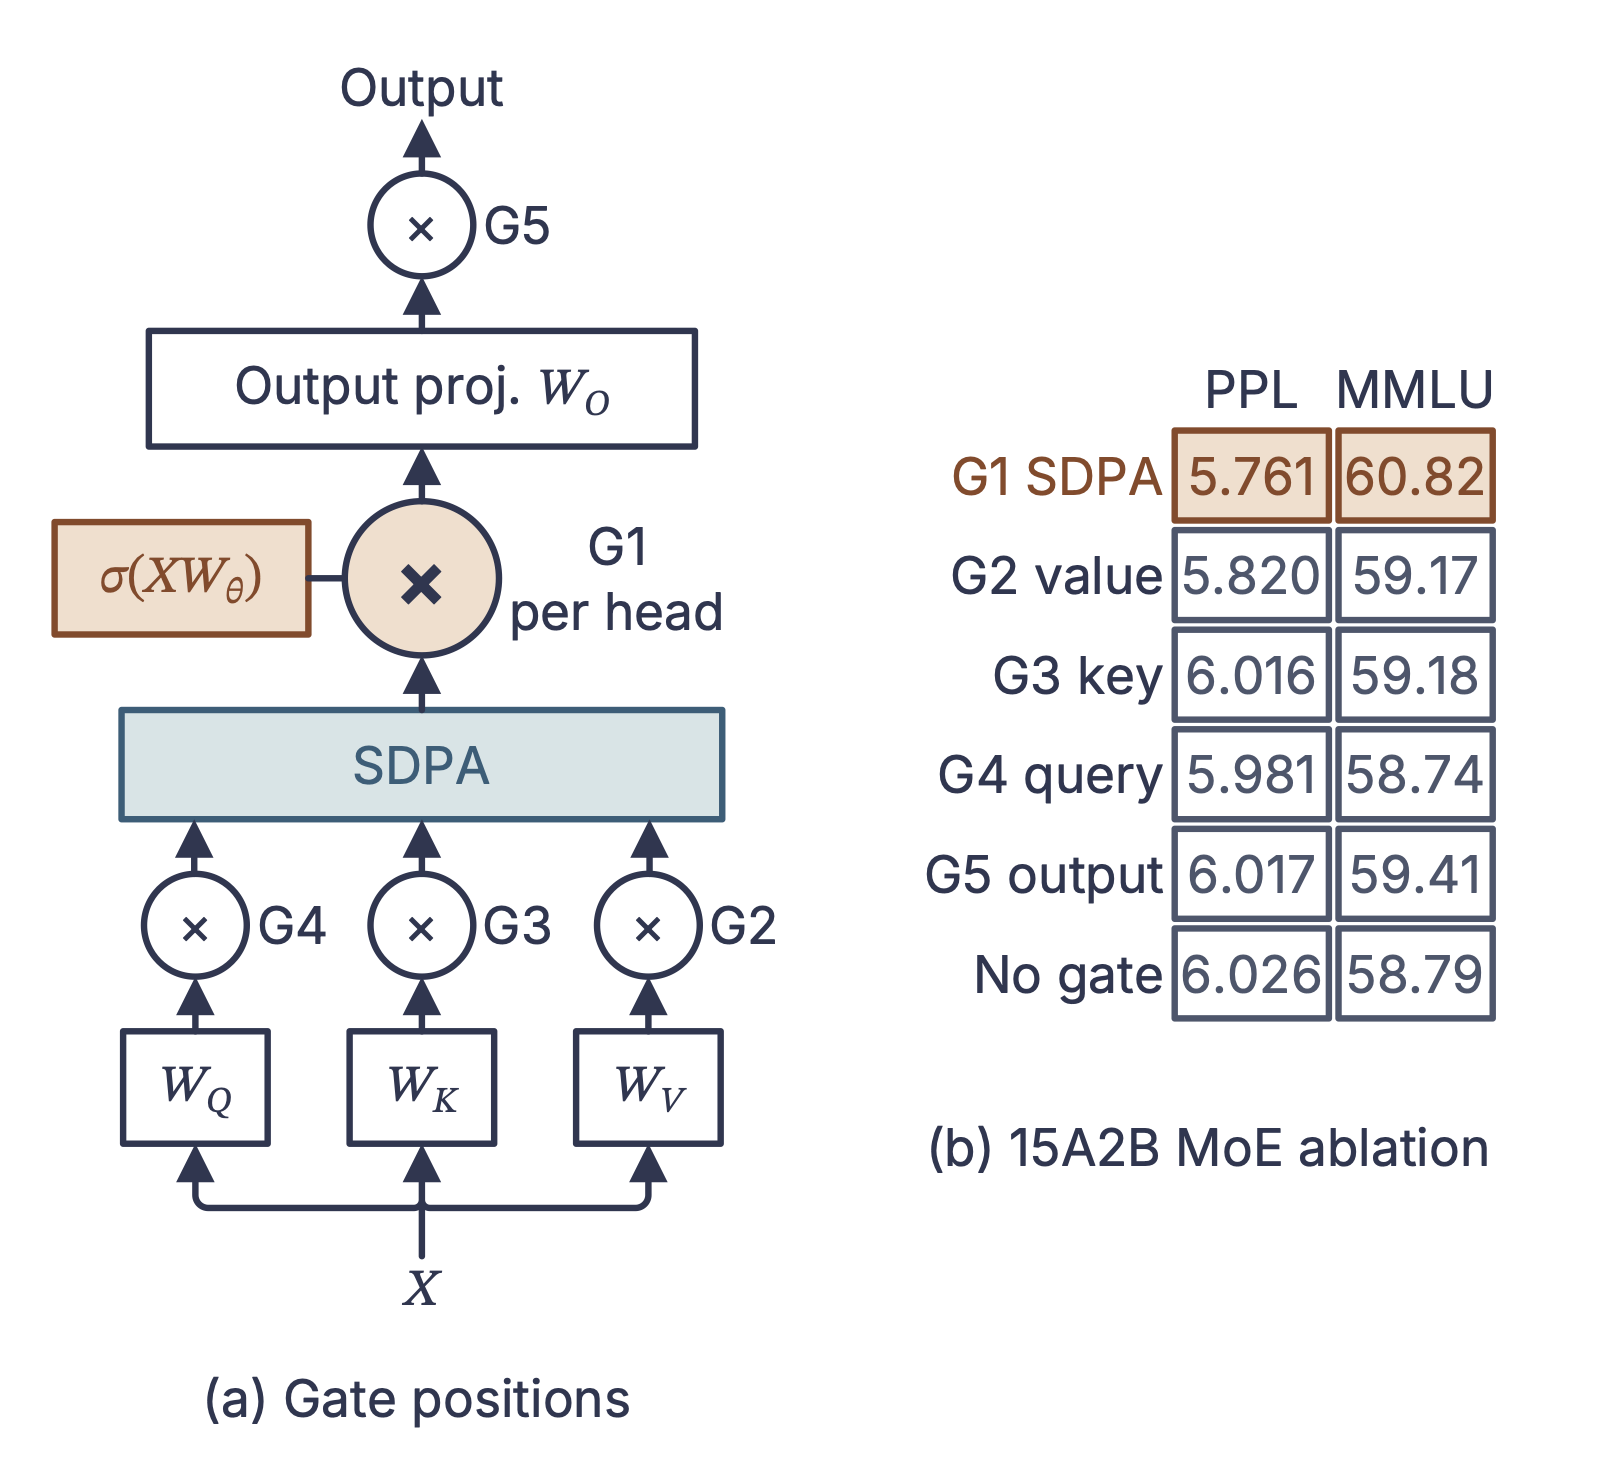 Output
× G5
Output proj. W_O
σ(XW_θ) × G1
per head
SDPA
× G4 × G3 × G2
W_Q W_K W_V
X
(a) Gate positions
PPL MMLU
G1 SDPA 5.761 60.82
G2 value 5.820 59.17
G3 key 6.016 59.18
G4 query 5.981 58.74
G5 output 6.017 59.41
No gate 6.026 58.79
(b) 15A2B MoE ablation